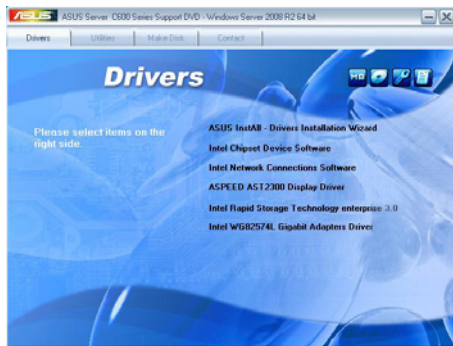 ASUS Server C600 Series Support DVD - Windows Server 2008 R2 64 bit
Drivers Utilities Make Disk Contact
Drivers
MB
Please select items on the
right side.
ASUS InstAll - Drivers Installation Wizard
Intel Chipset Device Software
Intel Network Connections Software
ASPEED AST2300 Display Driver
Intel Rapid Storage Technology enterprise 3.0
Intel WG82574L Gigabit Adapters Driver